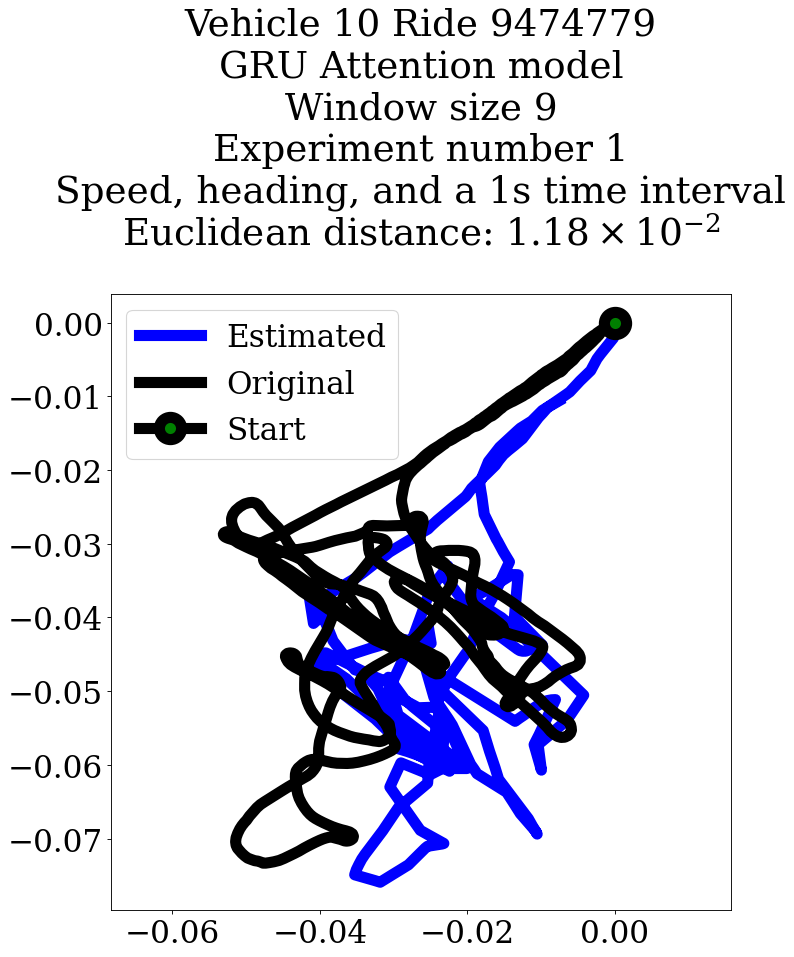 Vehicle 10 Ride 9474779
GRU Attention model
Window size 9
Experiment number 1
Speed, heading, and a 1s time interval
Euclidean distance: 1.18 × 10⁻²
Estimated
Original
Start
0.00
−0.01
−0.02
−0.03
−0.04
−0.05
−0.06
−0.07
−0.06 −0.04 −0.02 0.00